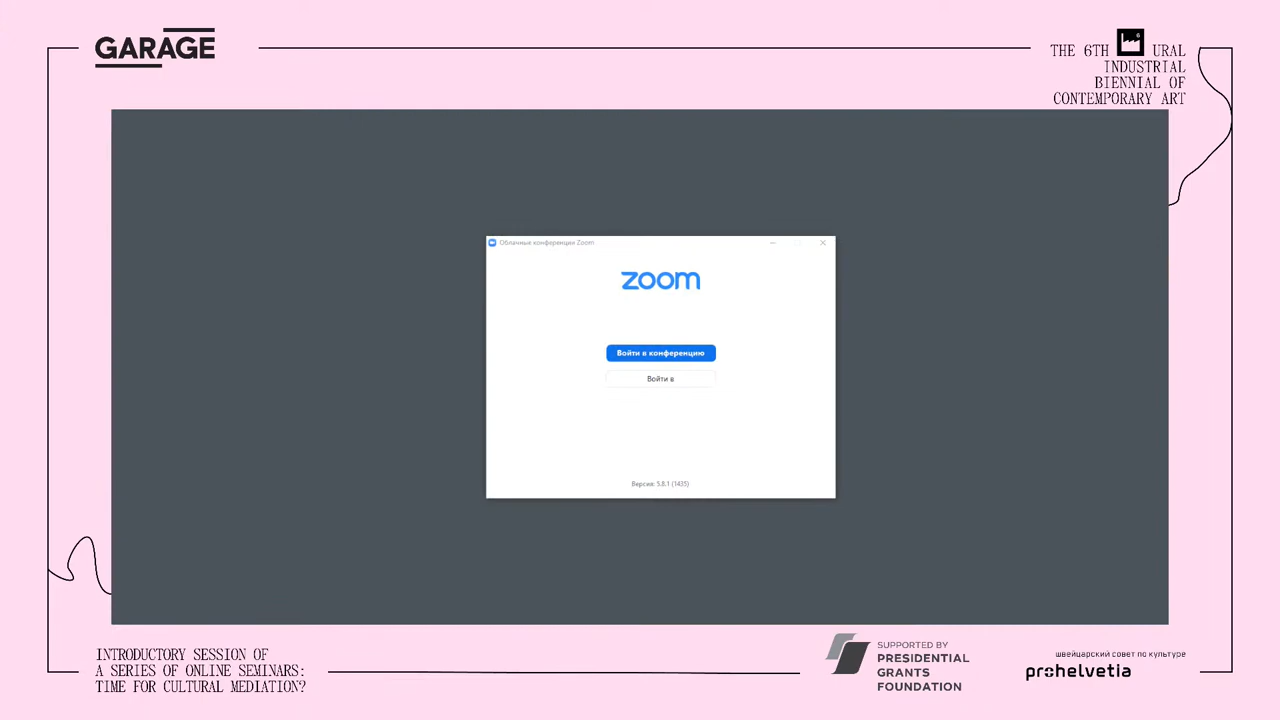 GARAGE
THE 6TH URAL
INDUSTRIAL
BIENNIAL OF
CONTEMPORARY ART
Облачные конференции Zoom
zoom
Войти в конференцию
Войти в
Версия: 5.8.1 (1435)
INTRODUCTORY SESSION OF
A SERIES OF ONLINE SEMINARS:
TIME FOR CULTURAL MEDIATION?
SUPPORTED BY
PRESIDENTIAL
GRANTS
FOUNDATION
швейцарский совет по культуре
prohelvetia